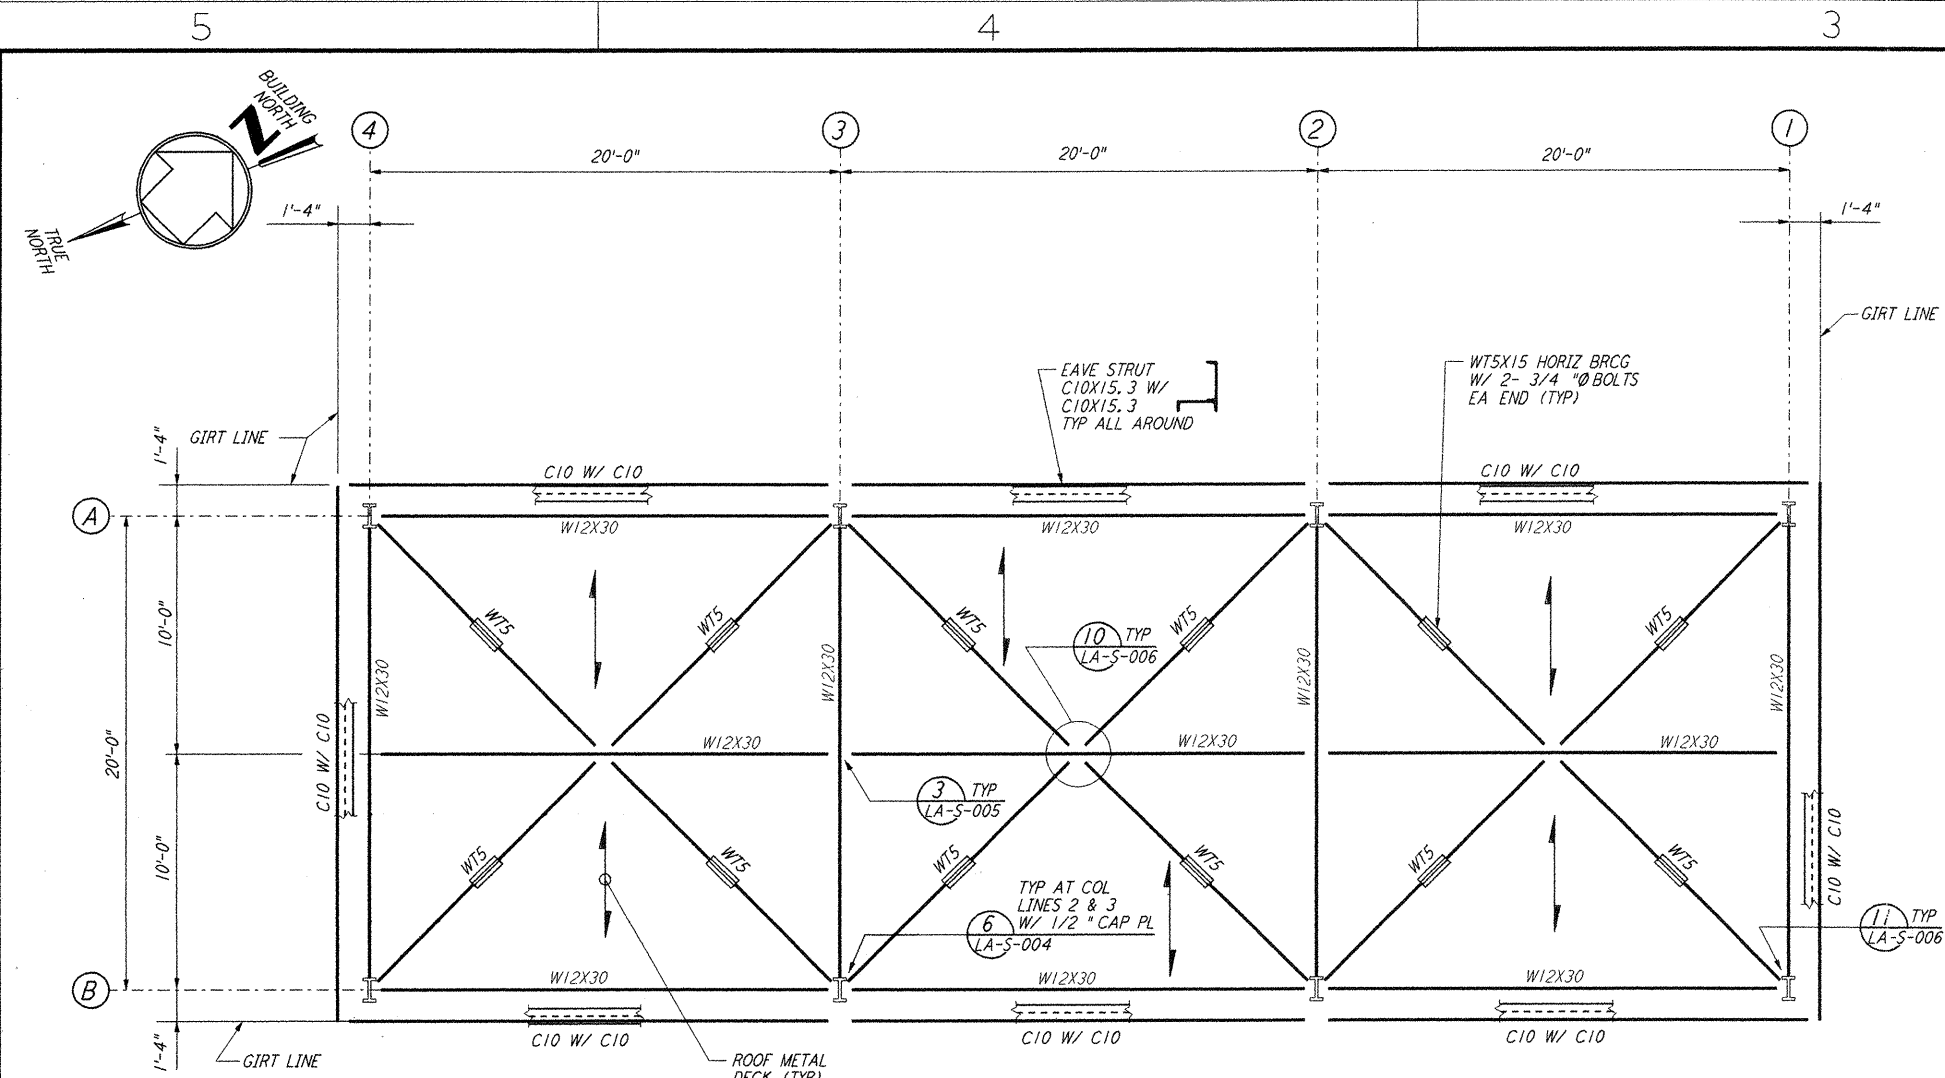 5
4
3
BUILDING
NORTH
N
TRUE
NORTH
4
3
2
1
20'-0"
20'-0"
20'-0"
1'-4"
1'-4"
GIRT LINE
EAVE STRUT
C10X15.3 W/
C10X15.3
TYP ALL AROUND
WT5X15 HORIZ BRCG
W/ 2- 3/4 "Ø BOLTS
EA END (TYP)
1'-4"
GIRT LINE
C10 W/ C10
C10 W/ C10
A
W12X30
W12X30
W12X30
10'-0"
WT5
WT5
WT5
WT5
WT5
10 TYP
LA-S-006
W12X30
W12X30
W12X30
W12X30
20'-0"
C10 W/ C10
W12X30
W12X30
W12X30
3 TYP
LA-S-005
10'-0"
WT5
WT5
WT5
WT5
WT5
WT5
C10 W/ C10
TYP AT COL
LINES 2 & 3
W/ 1/2 " CAP PL
6
LA-S-004
11 TYP
LA-S-006
B
W12X30
W12X30
W12X30
C10 W/ C10
C10 W/ C10
C10 W/ C10
1'-4"
GIRT LINE
ROOF METAL
DECK (TYP)